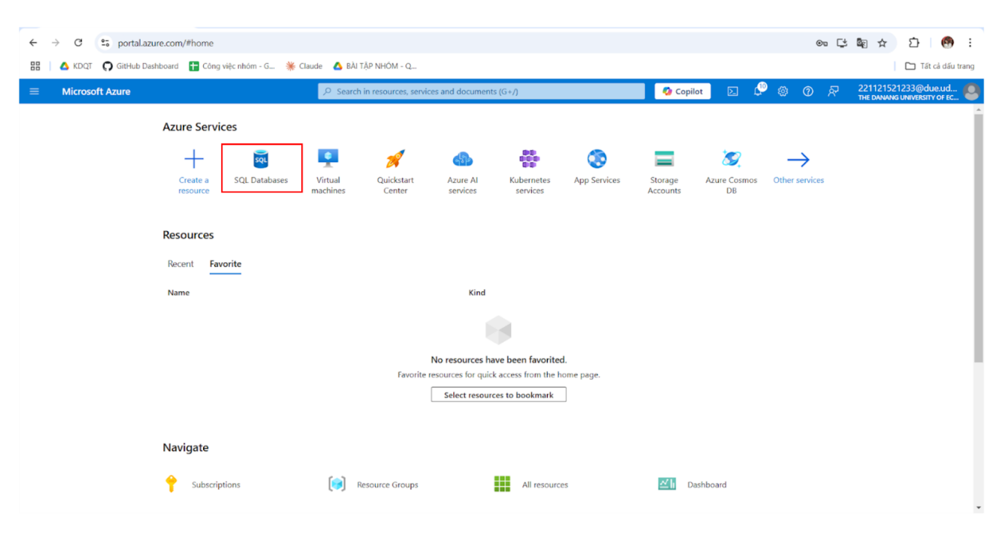 portal.azure.com/#home
KDQT GitHub Dashboard Công việc nhóm - G... Claude BÀI TẬP NHÓM - Q... Tất cả dấu trang
Microsoft Azure Search in resources, services and documents (G+/) Copilot 10 221121521233@due.ud...
THE DANANG UNIVERSITY OF EC...
Azure Services
Create a resource
SQL
SQL Databases
Virtual machines
Quickstart Center
Azure AI services
Kubernetes services
App Services
Storage Accounts
Azure Cosmos DB
Other services
Resources
Recent Favorite
Name Kind
No resources have been favorited.
Favorite resources for quick access from the home page.
Select resources to bookmark
Navigate
Subscriptions Resource Groups All resources Dashboard